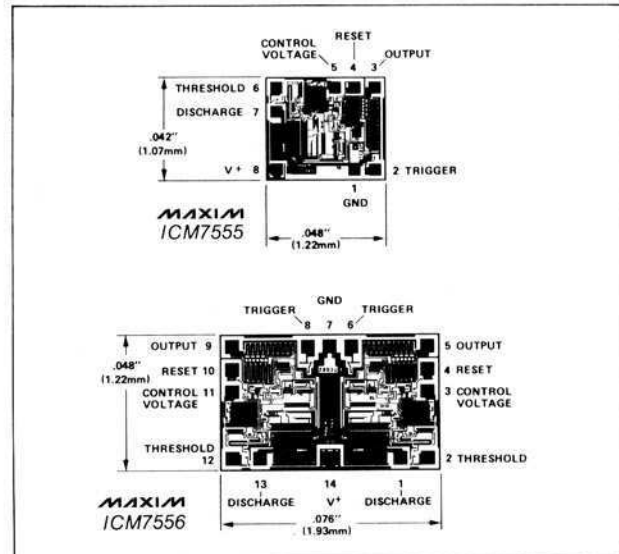 RESET
CONTROL
VOLTAGE
OUTPUT
5 4 3
THRESHOLD 6
DISCHARGE 7
.042"
(1.07mm)
V+ 8
2 TRIGGER
1
GND
MAXIM
ICM7555
.048"
(1.22mm)
GND
TRIGGER
TRIGGER
8 7 6
OUTPUT 9
5 OUTPUT
RESET 10
4 RESET
.048"
(1.22mm)
CONTROL 11
VOLTAGE
3 CONTROL
VOLTAGE
THRESHOLD
12
2 THRESHOLD
13 14 1
DISCHARGE V+ DISCHARGE
MAXIM
ICM7556
.076"
(1.93mm)